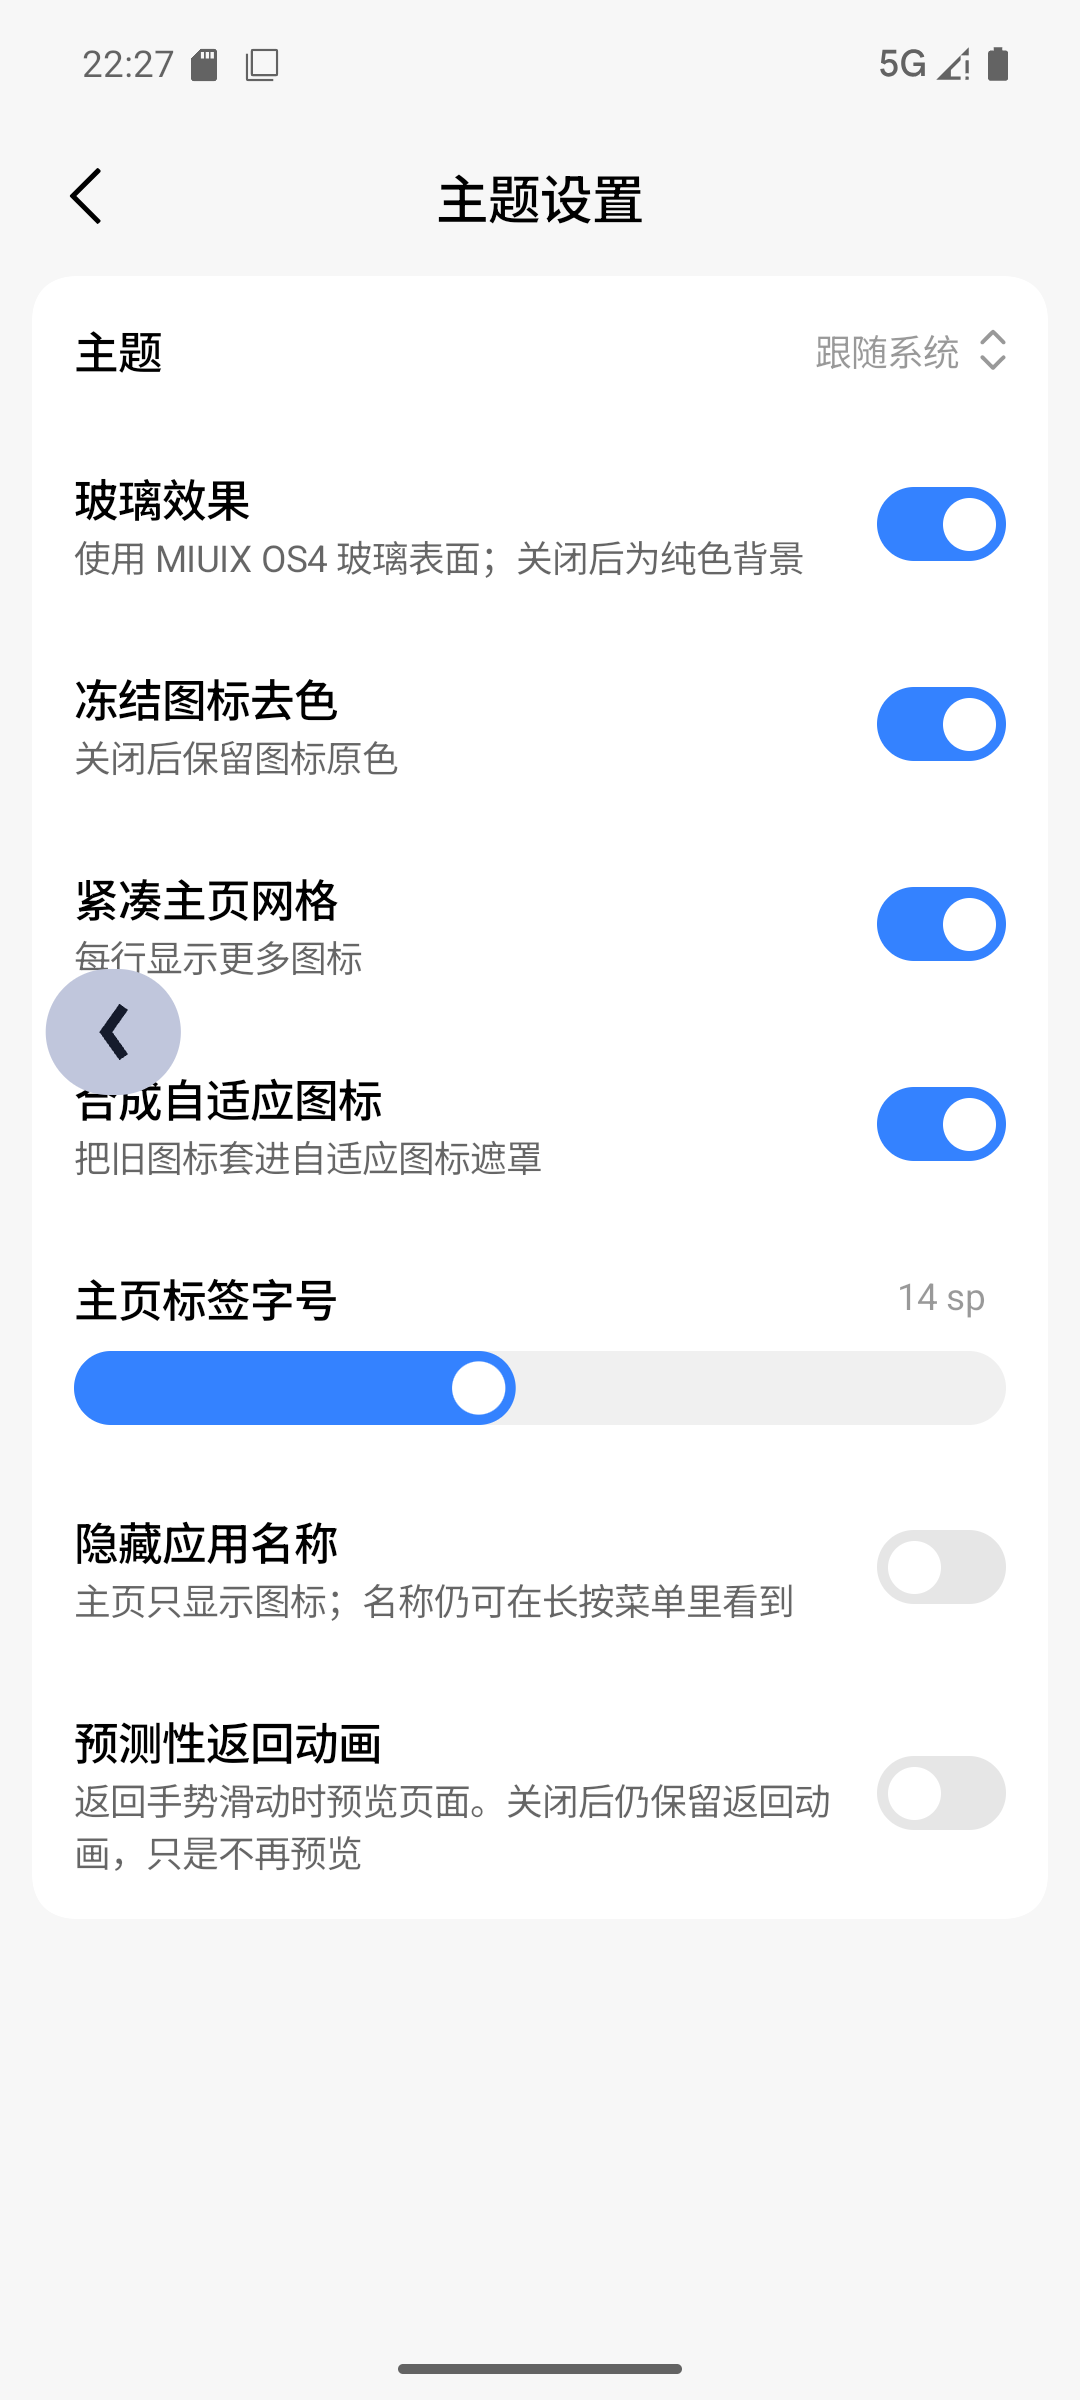 22:27
5G
主题设置
主题
跟随系统
玻璃效果
使用 MIUIX OS4 玻璃表面；关闭后为纯色背景
冻结图标去色
关闭后保留图标原色
紧凑主页网格
每行显示更多图标
合成自适应图标
把旧图标套进自适应图标遮罩
主页标签字号
14 sp
隐藏应用名称
主页只显示图标；名称仍可在长按菜单里看到
预测性返回动画
返回手势滑动时预览页面。关闭后仍保留返回动
画，只是不再预览